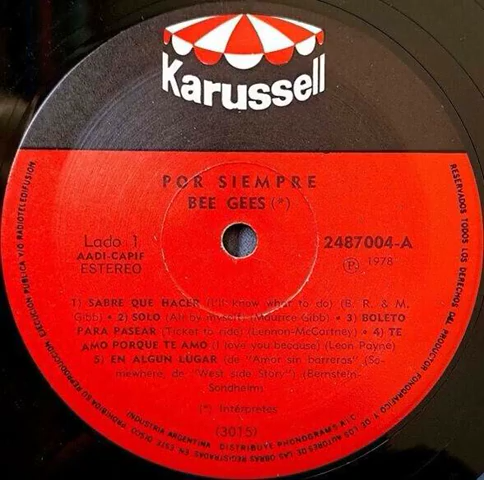 Karussell
POR SIEMPRE
BEE GEES (*)
Lado 1
AADI-CAPIF
ESTEREO
2487004-A
Ⓟ 1978
1) SABRE QUE HACER (I'll know what to do) (B. R. & M.
Gibb) • 2) SOLO (All by myself) (Maurice Gibb) • 3) BOLETO
PARA PASEAR (Ticket to ride) (Lennon-McCartney) • 4) TE
AMO PORQUE TE AMO (I love you because) (Leon Payne)
5) EN ALGUN LUGAR (de "Amor sin barreras") (So-
mewhere, de "West side Story") (Bernstein-
Sondheim)
(*) Intérpretes
(3015)
INDUSTRIA ARGENTINA DISTRIBUYE PHONOGRAM S.A.I.C.
RESERVADOS TODOS LOS DERECHOS DEL PRODUCTOR FONOGRAFICO Y DE LOS AUTORES DE LAS OBRAS REGISTRADAS EN ESTE DISCO PROHIBIDA SU REPRODUCCION, EJECUCION PUBLICA Y/O RADIOTELEDIFUSION